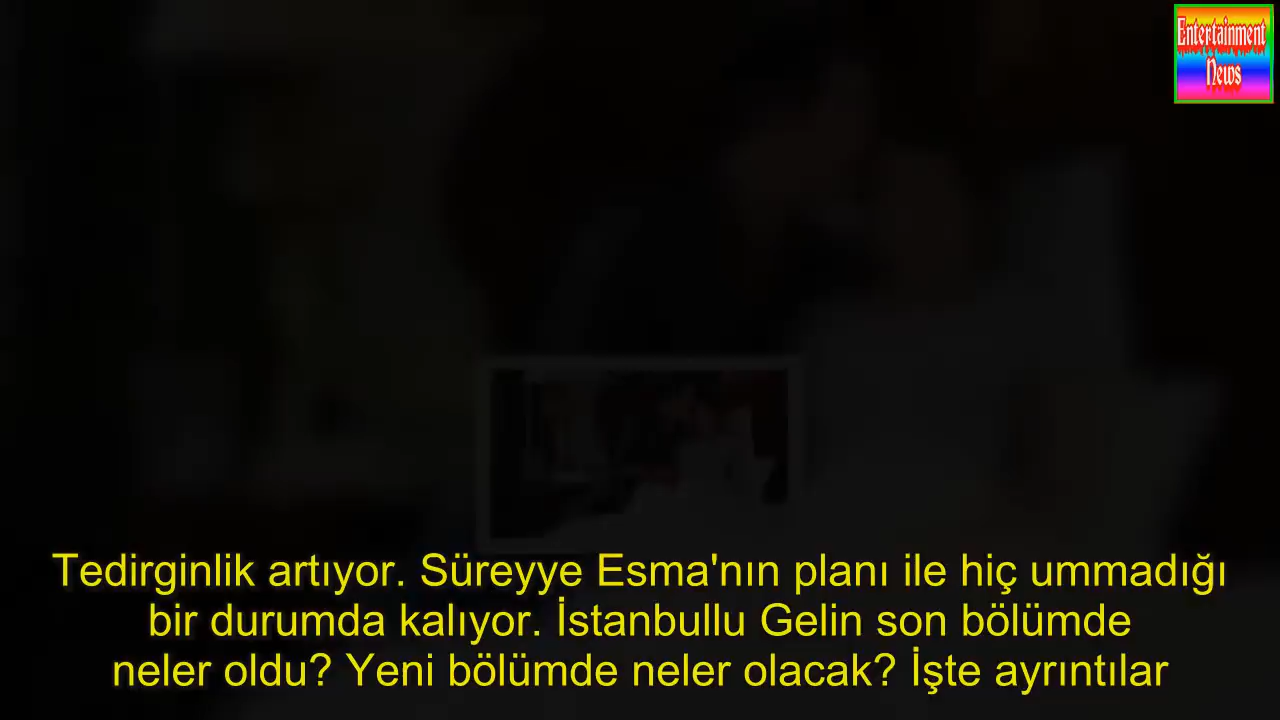 Entertainment
News
Tedirginlik artıyor. Süreyye Esma'nın planı ile hiç ummadığı
bir durumda kalıyor. İstanbullu Gelin son bölümde
neler oldu? Yeni bölümde neler olacak? İşte ayrıntılar